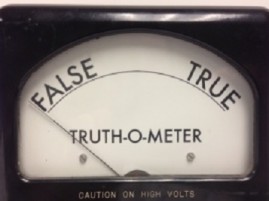 FALSE TRUE
TRUTH-O-METER
CAUTION ON HIGH VOLTS